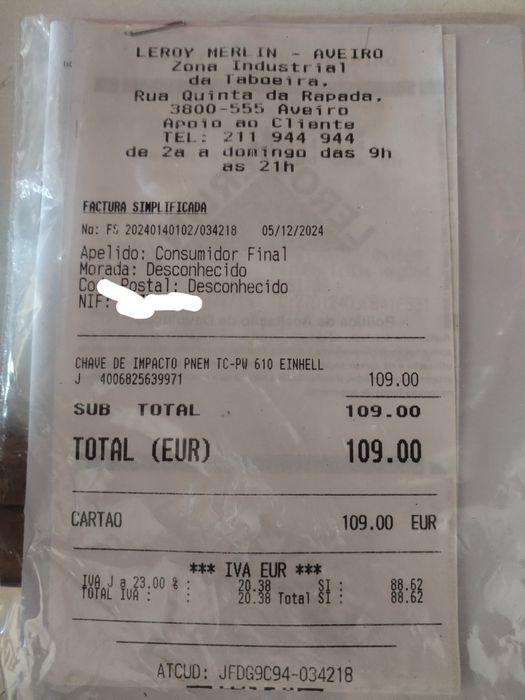 LEROY MERLIN - AVEIRO
Zona Industrial
da Taboeira,
Rua Quinta da Rapada,
3800-555 Aveiro
Apoio ao Cliente
TEL: 211 944 944
de 2a a domingo das 9h
as 21h
FACTURA SIMPLIFICADA
No: FS 20240140102/034218 05/12/2024
Apelido: Consumidor Final
Morada: Desconhecido
Postal: Desconhecido
NIF:
CHAVE DE IMPACTO PNEM TC-PW 610 EINHELL
J 4006825639971 109.00
SUB TOTAL 109.00
TOTAL (EUR) 109.00
CARTAO 109.00 EUR
*** IVA EUR ***
IVA J a 23.00 % : 20.38 SI : 88.62
TOTAL IVA : 20.38 Total SI : 88.62
ATCUD: JFDG9C94-034218